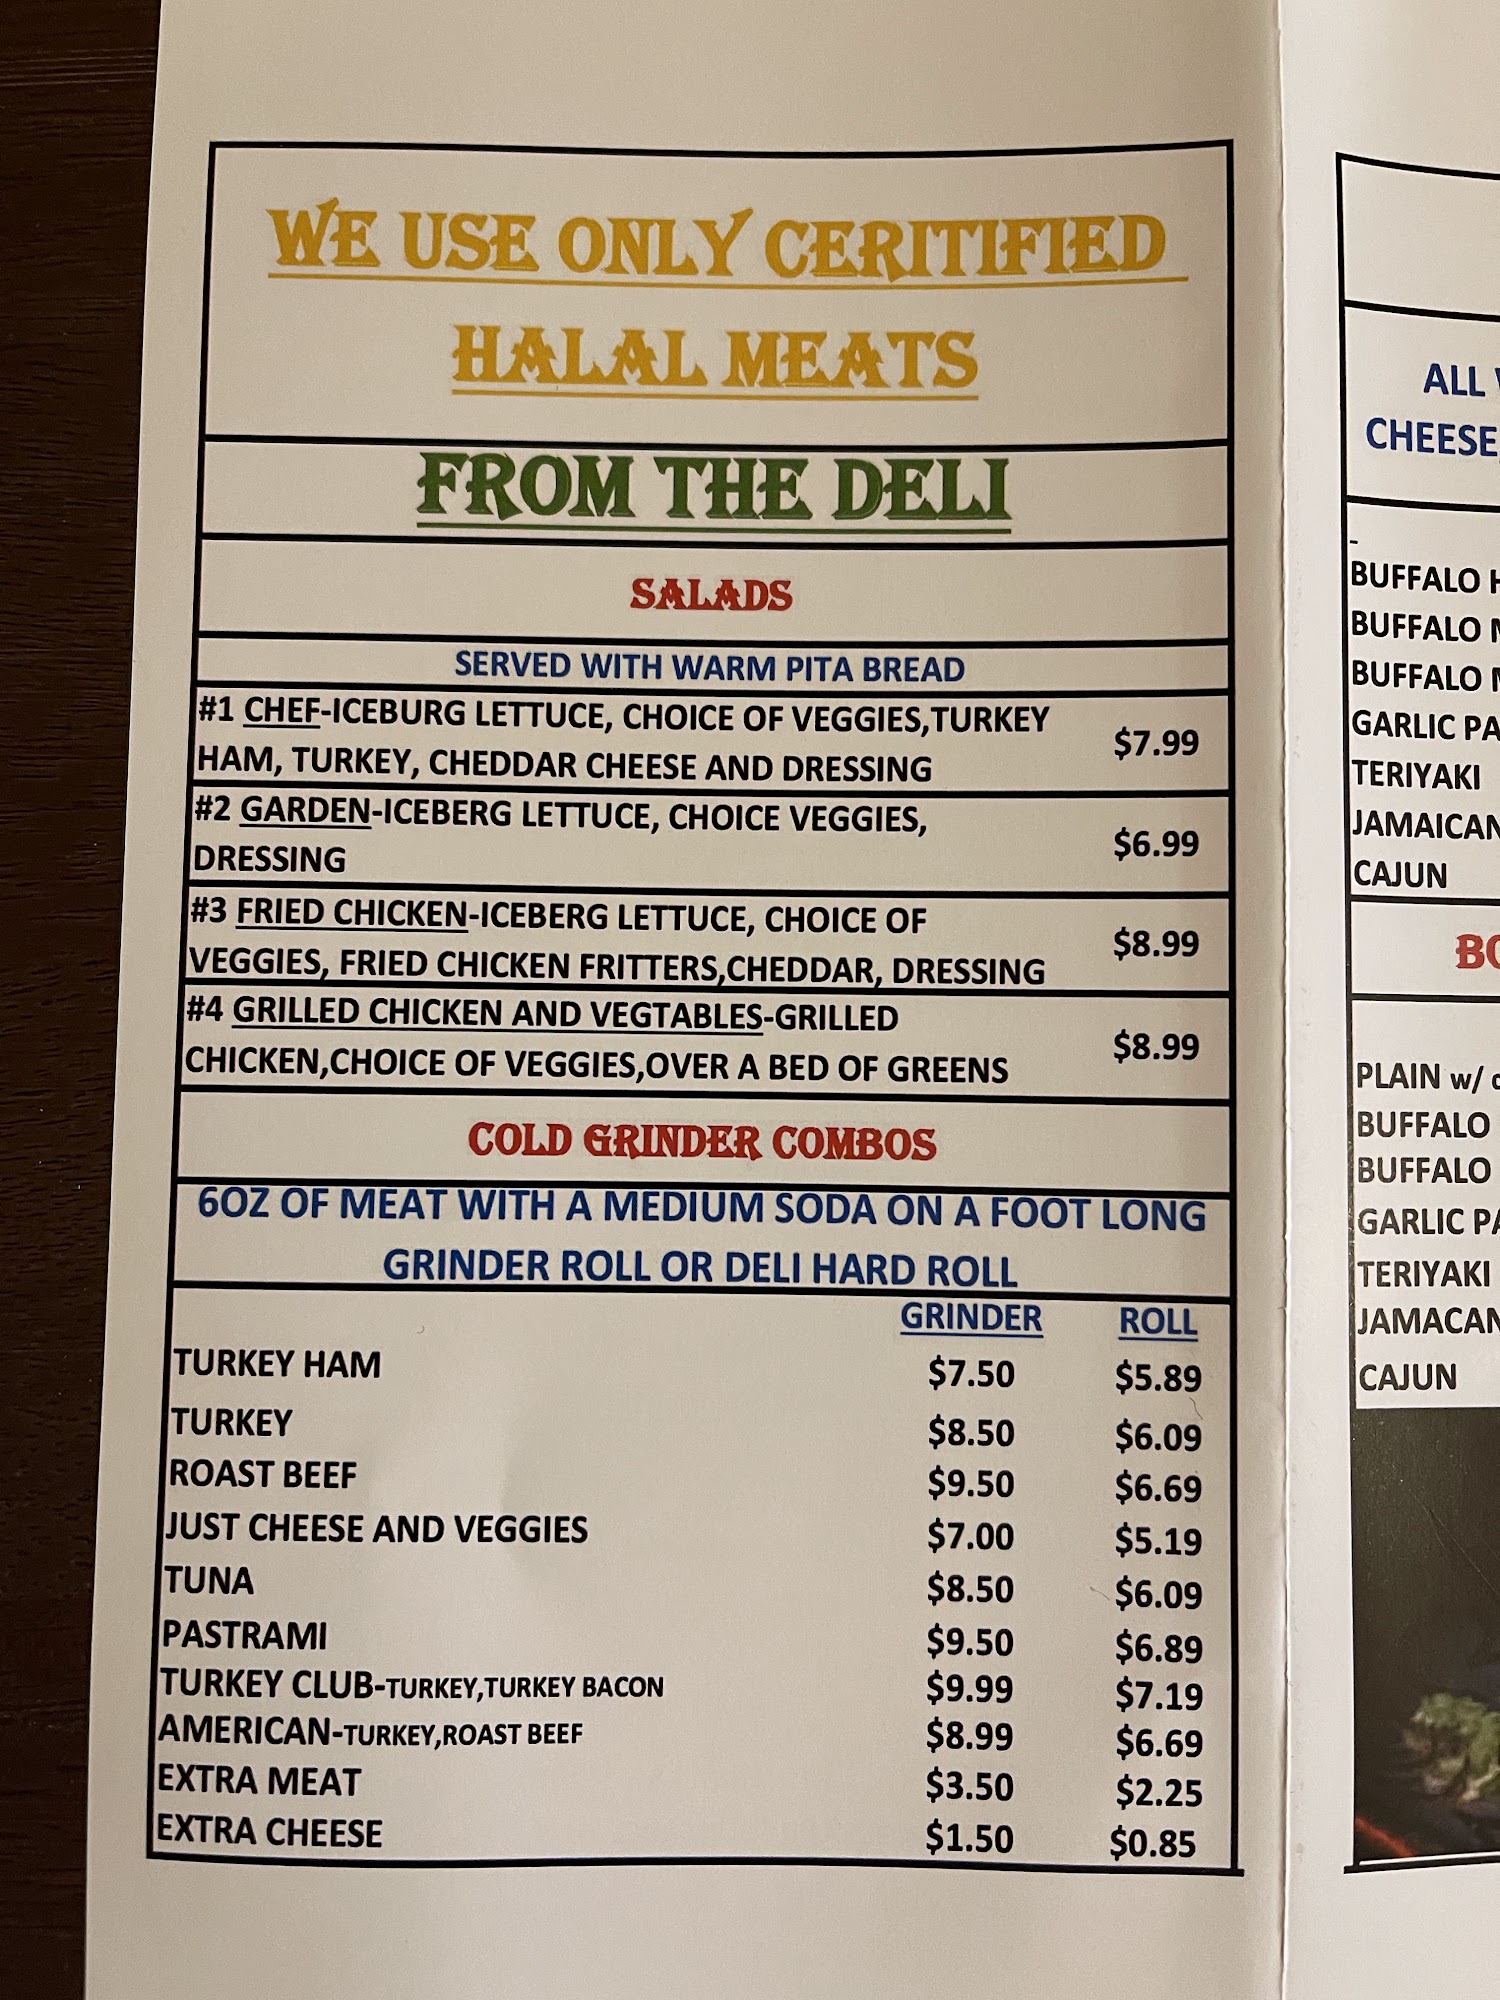 WE USE ONLY CERITIFIED
HALAL MEATS
FROM THE DELI
SALADS
SERVED WITH WARM PITA BREAD
#1 CHEF-ICEBURG LETTUCE, CHOICE OF VEGGIES,TURKEY
HAM, TURKEY, CHEDDAR CHEESE AND DRESSING $7.99
#2 GARDEN-ICEBERG LETTUCE, CHOICE VEGGIES,
DRESSING $6.99
#3 FRIED CHICKEN-ICEBERG LETTUCE, CHOICE OF
VEGGIES, FRIED CHICKEN FRITTERS,CHEDDAR, DRESSING $8.99
#4 GRILLED CHICKEN AND VEGTABLES-GRILLED
CHICKEN,CHOICE OF VEGGIES,OVER A BED OF GREENS $8.99
COLD GRINDER COMBOS
6OZ OF MEAT WITH A MEDIUM SODA ON A FOOT LONG
GRINDER ROLL OR DELI HARD ROLL
GRINDER ROLL
TURKEY HAM $7.50 $5.89
TURKEY $8.50 $6.09
ROAST BEEF $9.50 $6.69
JUST CHEESE AND VEGGIES $7.00 $5.19
TUNA $8.50 $6.09
PASTRAMI $9.50 $6.89
TURKEY CLUB-TURKEY,TURKEY BACON $9.99 $7.19
AMERICAN-TURKEY,ROAST BEEF $8.99 $6.69
EXTRA MEAT $3.50 $2.25
EXTRA CHEESE $1.50 $0.85
ALL
CHEESE,
-
BUFFALO
BUFFALO
BUFFALO
GARLIC
TERIYAKI
JAMAICAN
CAJUN
PLAIN w/
BUFFALO
BUFFALO
GARLIC
TERIYAKI
JAMACAN
CAJUN